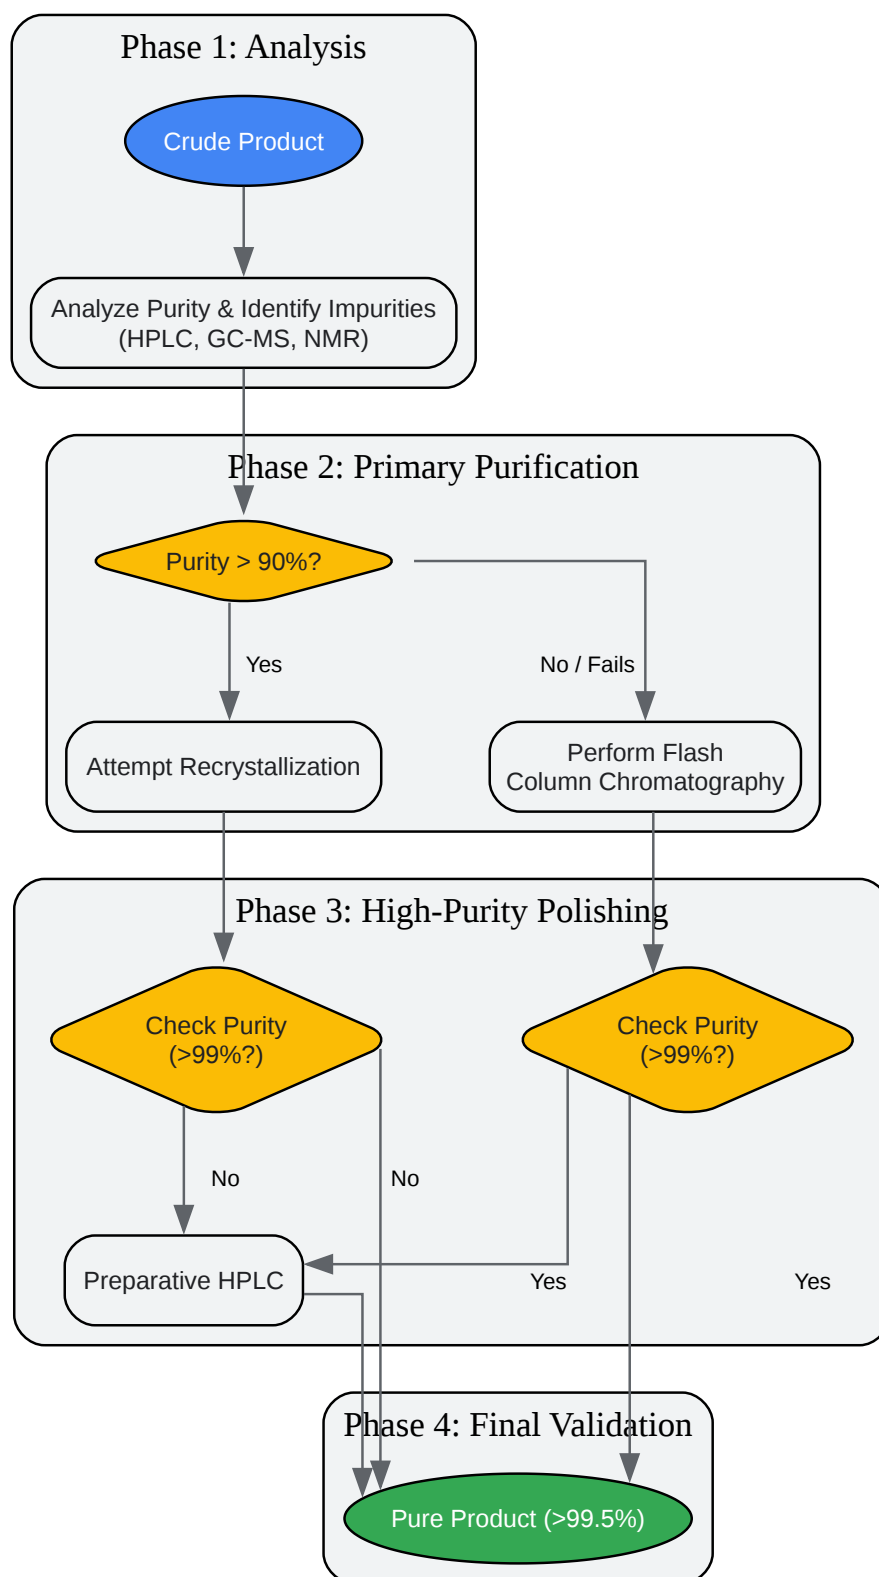 Phase 1: Analysis
Crude Product
Analyze Purity & Identify Impurities
(HPLC, GC-MS, NMR)
Phase 2: Primary Purification
Purity > 90%?
Yes
No / Fails
Attempt Recrystallization
Perform Flash
Column Chromatography
Phase 3: High-Purity Polishing
Check Purity
(>99%?)
Check Purity
(>99%?)
No
No
Preparative HPLC
Yes
Yes
Phase 4: Final Validation
Pure Product (>99.5%)